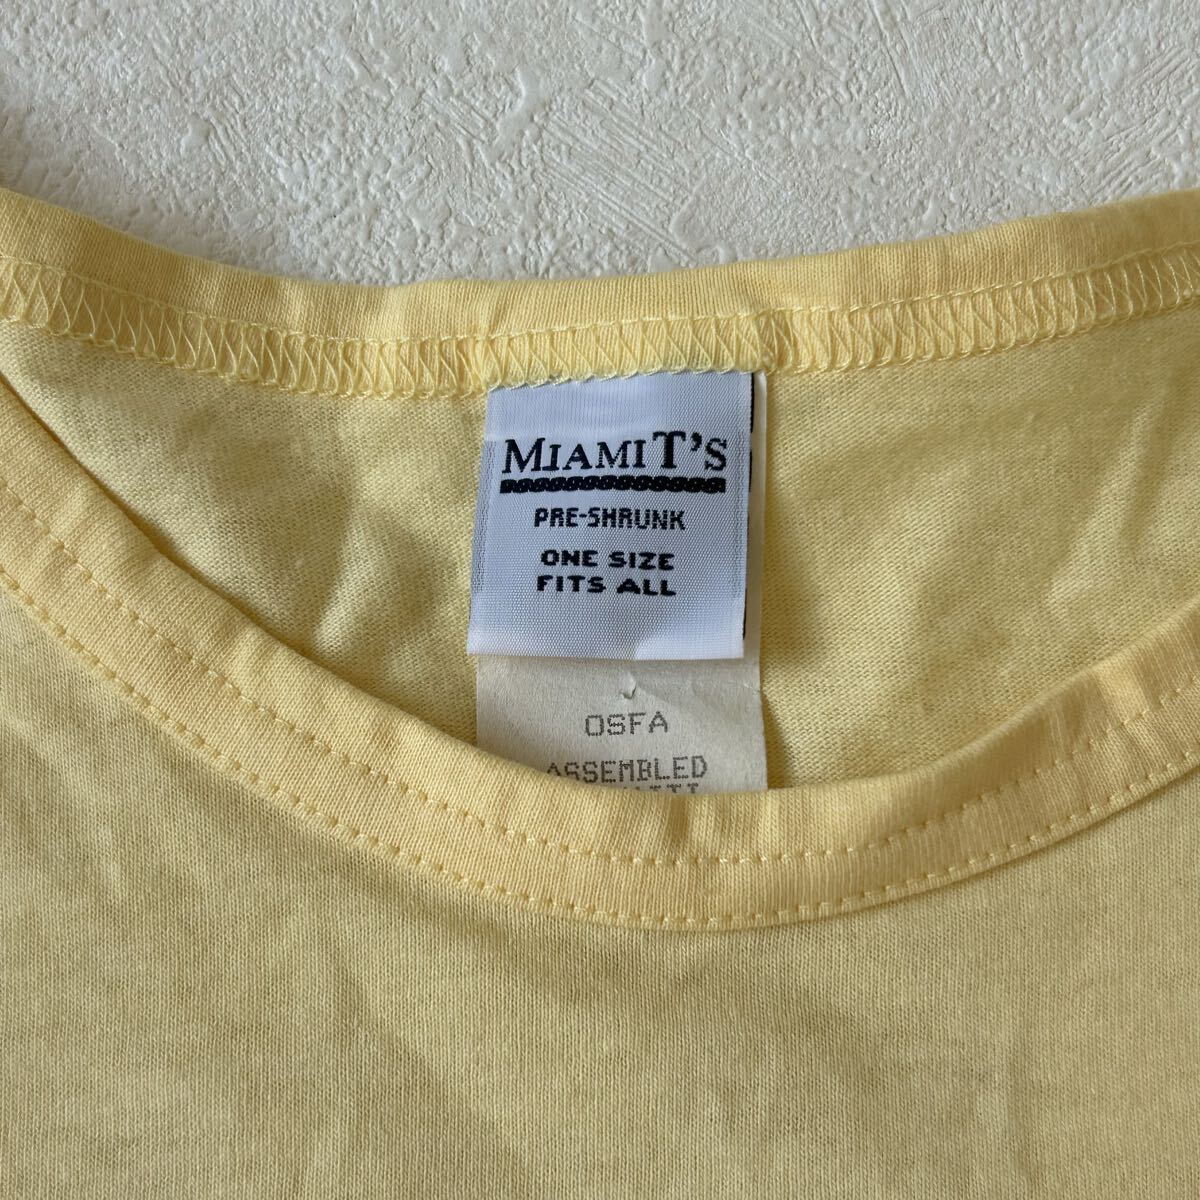 MIAMI T'S
PRE-SHRUNK
ONE SIZE
FITS ALL
OSFA
ASSEMBLED